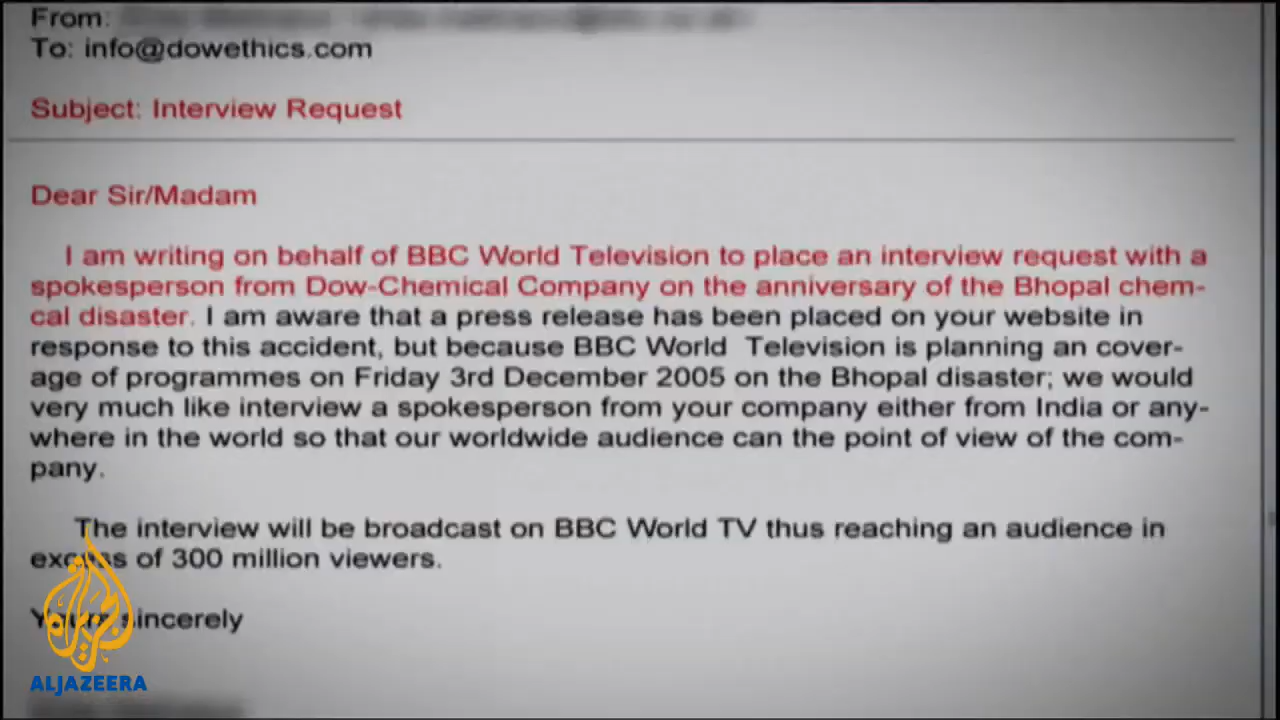 From:
To: info@dowethics.com
Subject: Interview Request
Dear Sir/Madam
I am writing on behalf of BBC World Television to place an interview request with a
spokesperson from Dow-Chemical Company on the anniversary of the Bhopal chem-
cal disaster. I am aware that a press release has been placed on your website in
response to this accident, but because BBC World Television is planning an cover-
age of programmes on Friday 3rd December 2005 on the Bhopal disaster; we would
very much like interview a spokesperson from your company either from India or any-
where in the world so that our worldwide audience can the point of view of the com-
pany.
The interview will be broadcast on BBC World TV thus reaching an audience in
excess of 300 million viewers.
Yours sincerely
ALJAZEERA